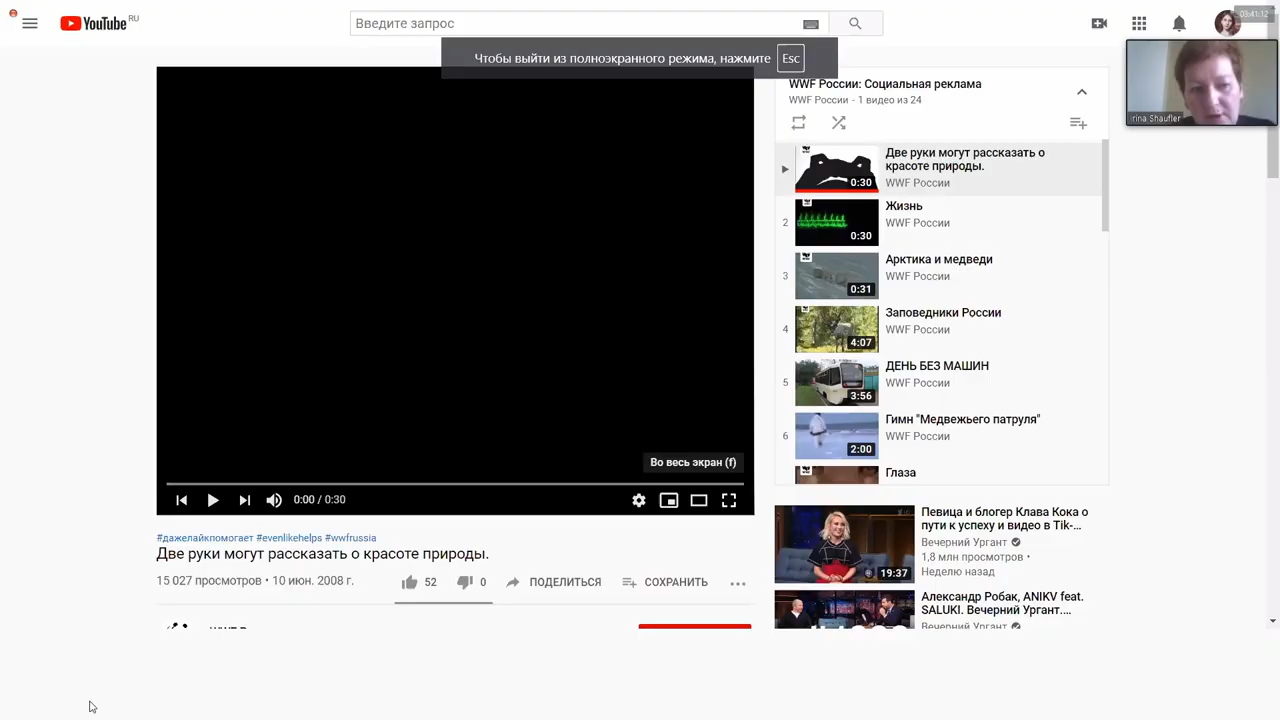 YouTube RU
Введите запрос
03:41:12
Чтобы выйти из полноэкранного режима, нажмите Esc
rina Shaufler
WWF России: Социальная реклама
WWF России - 1 видео из 24
Две руки могут рассказать о
красоте природы.
WWF России
0:30
2
Жизнь
WWF России
0:30
3
Арктика и медведи
WWF России
0:31
4
Заповедники России
WWF России
4:07
5
ДЕНЬ БЕЗ МАШИН
WWF России
3:56
6
Гимн "Медвежьего патруля"
WWF России
2:00
Глаза
Во весь экран (f)
0:00 / 0:30
#дажелайкпомогает #evenlikehelps #wwfrussia
Две руки могут рассказать о красоте природы.
15 027 просмотров • 10 июн. 2008 г.
52
0
ПОДЕЛИТЬСЯ
СОХРАНИТЬ
Певица и блогер Клава Кока о
пути к успеху и видео в Tik-...
Вечерний Ургант
1,8 млн просмотров •
Неделю назад
19:37
Александр Робак, ANIKV feat.
SALUKI. Вечерний Ургант....
Вечерний Ургант